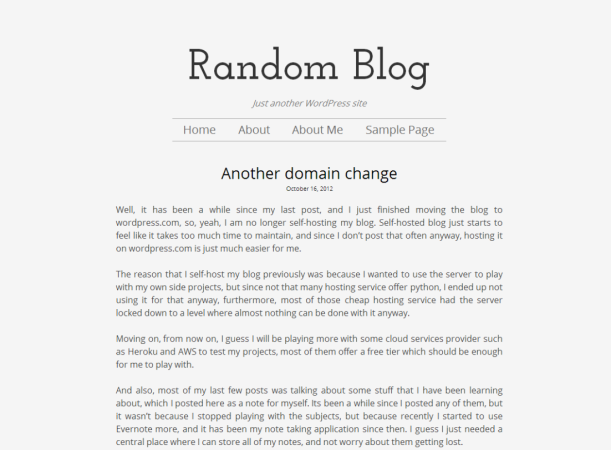 Random Blog
Just another WordPress site
Home About About Me Sample Page
Another domain change
October 16, 2012
Well, it has been a while since my last post, and I just finished moving the blog to
wordpress.com, so, yeah, I am no longer self-hosting my blog. Self-hosted blog just starts to
feel like it takes too much time to maintain, and since I don't post that often anyway, hosting it
on wordpress.com is just much easier for me.
The reason that I self-host my blog previously was because I wanted to use the server to play
with my own side projects, but since not that many hosting service offer python, I ended up not
using it for that anyway, furthermore, most of those cheap hosting service had the server
locked down to a level where almost nothing can be done with it anyway.
Moving on, from now on, I guess I will be playing more with some cloud services provider such
as Heroku and AWS to test my projects, most of them offer a free tier which should be enough
for me to play with.
And also, most of my last few posts was talking about some stuff that I have been learning
about, which I posted here as a note for myself. Its been a while since I posted any of them, but
it wasn't because I stopped playing with the subjects, but because recently I started to use
Evernote more, and it has been my note taking application since then. I guess I just needed a
central place where I can store all of my notes, and not worry about them getting lost.